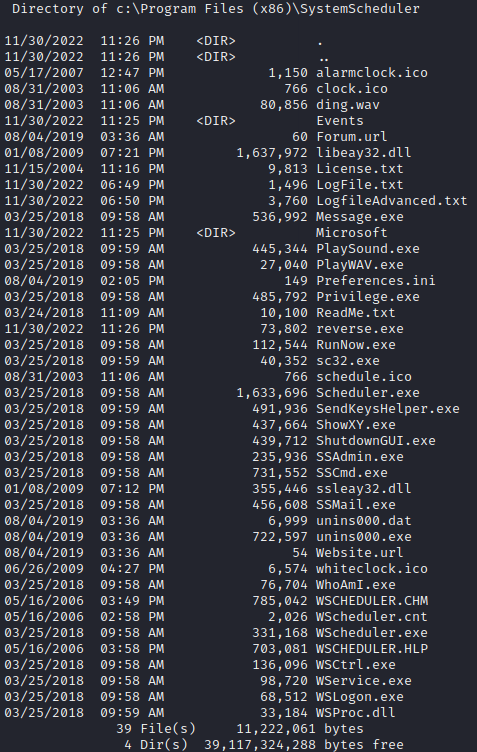 Directory of c:\Program Files (x86)\SystemScheduler
11/30/2022  11:26 PM    <DIR>          .
11/30/2022  11:26 PM    <DIR>          ..
05/17/2007  12:47 PM             1,150 alarmclock.ico
08/31/2003  11:06 AM               766 clock.ico
08/31/2003  11:06 AM            80,856 ding.wav
11/30/2022  11:25 PM    <DIR>          Events
08/04/2019  03:36 AM                60 Forum.url
01/08/2009  07:21 PM         1,637,972 libeay32.dll
11/15/2004  11:16 PM             9,813 License.txt
11/30/2022  06:49 PM             1,496 LogFile.txt
11/30/2022  06:50 PM             3,760 LogfileAdvanced.txt
03/25/2018  09:58 AM           536,992 Message.exe
11/30/2022  11:25 PM    <DIR>          Microsoft
03/25/2018  09:59 AM           445,344 PlaySound.exe
03/25/2018  09:58 AM            27,040 PlayWAV.exe
08/04/2019  02:05 PM               149 Preferences.ini
03/25/2018  09:58 AM           485,792 Privilege.exe
03/24/2018  11:09 AM            10,100 ReadMe.txt
11/30/2022  11:26 PM            73,802 reverse.exe
03/25/2018  09:58 AM           112,544 RunNow.exe
03/25/2018  09:59 AM            40,352 sc32.exe
08/31/2003  11:06 AM               766 schedule.ico
03/25/2018  09:58 AM         1,633,696 Scheduler.exe
03/25/2018  09:59 AM           491,936 SendKeysHelper.exe
03/25/2018  09:58 AM           437,664 ShowXY.exe
03/25/2018  09:58 AM           439,712 ShutdownGUI.exe
03/25/2018  09:58 AM           235,936 SSAdmin.exe
03/25/2018  09:58 AM           731,552 SSCmd.exe
01/08/2009  07:12 PM           355,446 ssleay32.dll
03/25/2018  09:58 AM           456,608 SSMail.exe
08/04/2019  03:36 AM             6,999 unins000.dat
08/04/2019  03:36 AM           722,597 unins000.exe
08/04/2019  03:36 AM                54 Website.url
06/26/2009  04:27 PM             6,574 whiteclock.ico
03/25/2018  09:58 AM            76,704 WhoAmI.exe
05/16/2006  03:49 PM           785,042 WSCHEDULER.CHM
05/16/2006  02:58 PM             2,026 WScheduler.cnt
03/25/2018  09:58 AM           331,168 WScheduler.exe
05/16/2006  03:58 PM           703,081 WSCHEDULER.HLP
03/25/2018  09:58 AM           136,096 WSCtrl.exe
03/25/2018  09:58 AM            98,720 WService.exe
03/25/2018  09:58 AM            68,512 WSLogon.exe
03/25/2018  09:59 AM            33,184 WSProc.dll
39 File(s)     11,222,061 bytes
4 Dir(s)  39,117,324,288 bytes free